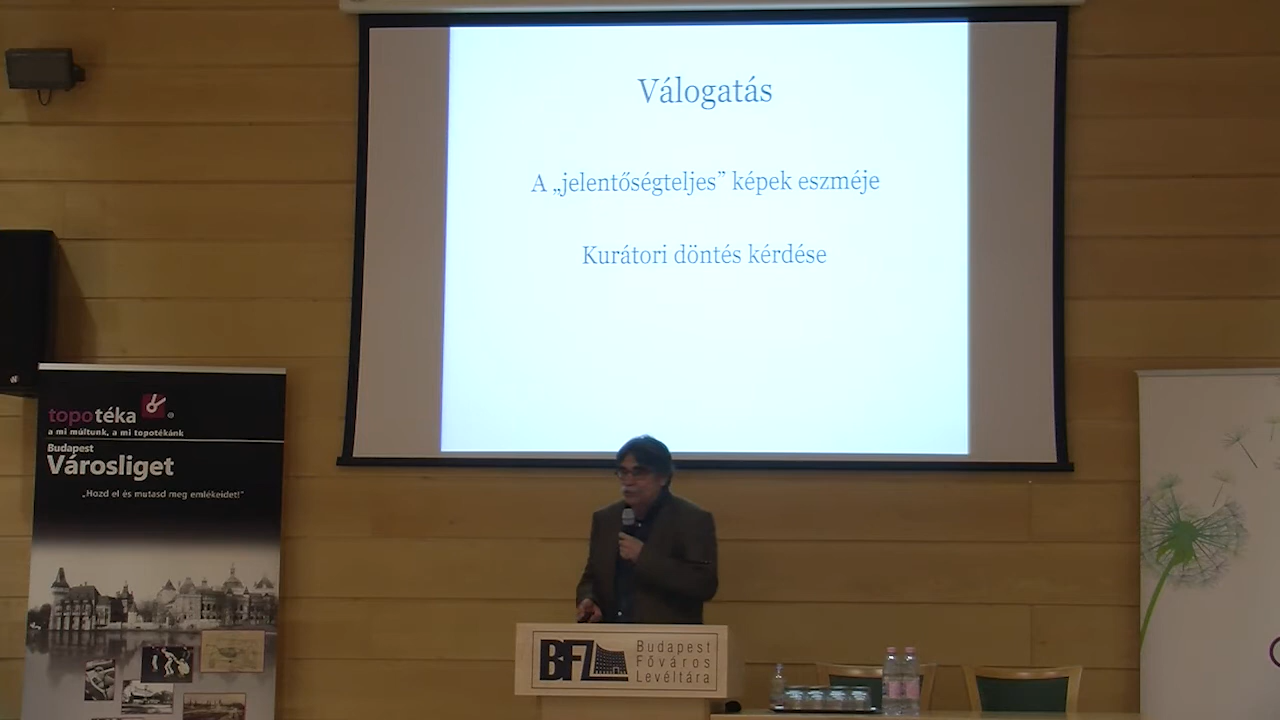 Válogatás
A „jelentőségteljes” képek eszméje
Kurátori döntés kérdése
topotéka ®
a mi múltunk, a mi topotékánk
Budapest
Városliget
„Hozd el és mutasd meg emlékeidet!”
BFL
Budapest
Főváros
Levéltára